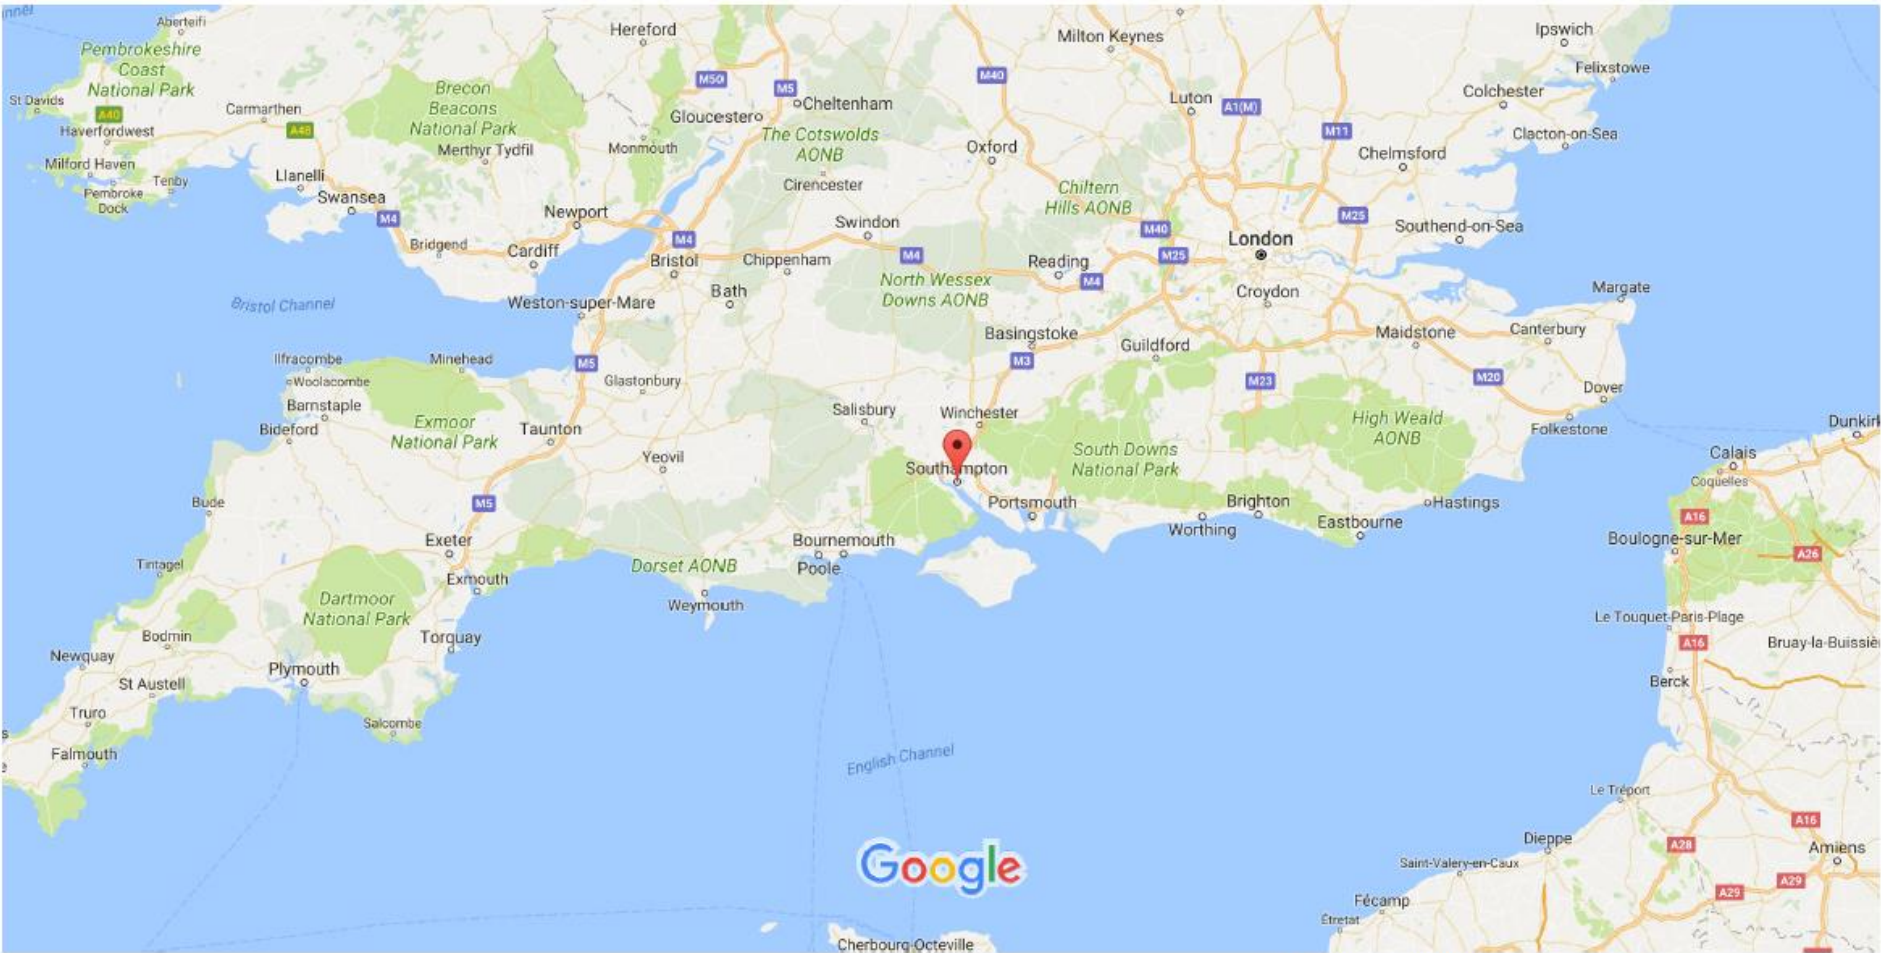 Aberteifi
Hereford
Milton Keynes
Ipswich
Pembrokeshire
Coast
National Park
Felixstowe
M50
M5
M40
St Davids
A40
Haverfordwest
Carmarthen
A48
Brecon
Beacons
National Park
Cheltenham
Gloucester
The Cotswolds
AONB
Luton
A1(M)
Colchester
M11
Clacton-on-Sea
Merthyr Tydfil
Monmouth
Oxford
Chelmsford
Milford Haven
Pembroke
Dock
Tenby
Llanelli
Swansea
Cirencester
Chiltern
Hills AONB
M4
Newport
Swindon
M40
M25
Southend-on-Sea
Bridgend
Cardiff
M4
Bristol
Chippenham
M4
Reading
M4
M25
London
Bristol Channel
Weston-super-Mare
Bath
North Wessex
Downs AONB
Croydon
Margate
Basingstoke
M3
Guildford
Maidstone
Canterbury
Ilfracombe
Woolacombe
Minehead
M5
Glastonbury
M23
M20
Dover
Barnstaple
Bideford
Exmoor
National Park
Taunton
Salisbury
Winchester
High Weald
AONB
Folkestone
Yeovil
Southampton
South Downs
National Park
Calais
Coquelles
Bude
M5
Portsmouth
Worthing
Brighton
Eastbourne
Hastings
A16
Boulogne-sur-Mer
A26
Exeter
Bournemouth
Poole
Tintagel
Exmouth
Dorset AONB
Weymouth
Dartmoor
National Park
Le Touquet-Paris-Plage
Bodmin
Torquay
A16
Newquay
St Austell
Plymouth
Berck
Truro
Salcombe
Falmouth
English Channel
Le Tréport
A16
Dieppe
A28
Amiens
Google
Saint-Valery-en-Caux
A29
A29
Fécamp
Étretat
Cherbourg-Octeville